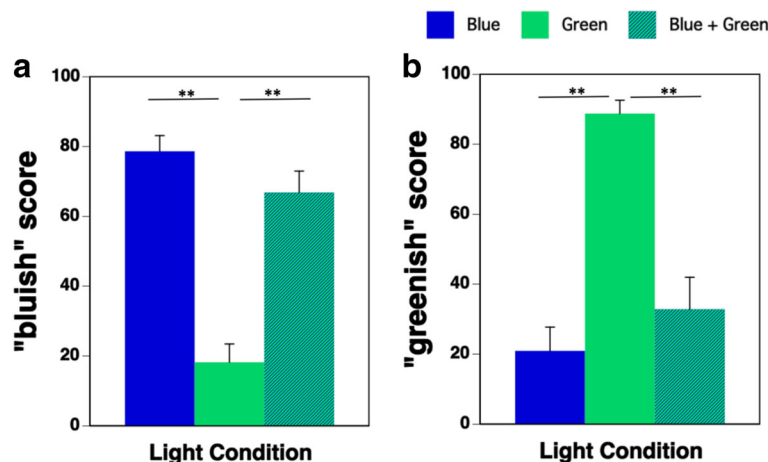 Blue Green Blue + Green
a
100
80
60
40
20
0
"bluish" score
** **
Light Condition
b
100
80
60
40
20
0
"greenish" score
** **
Light Condition